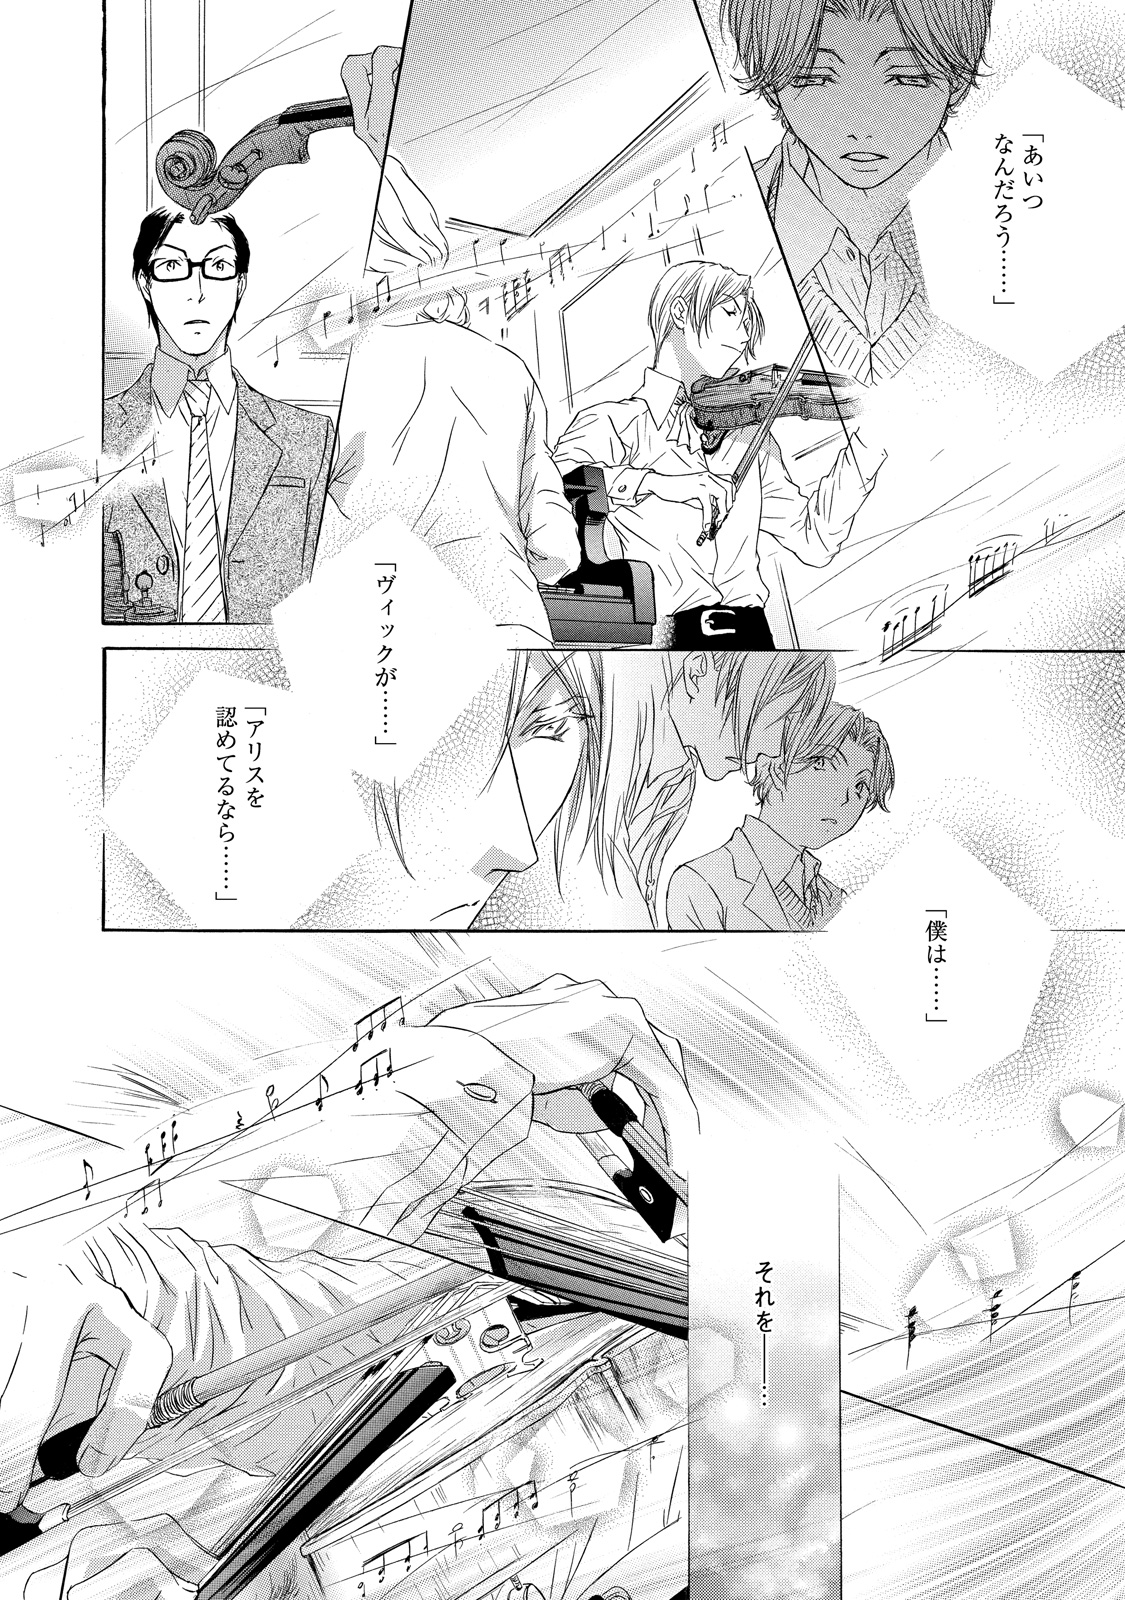 「あいつ
なんだろう……」
「ヴィックが……」
「アリスを
認めてるなら……」
「僕は……」
それを――…